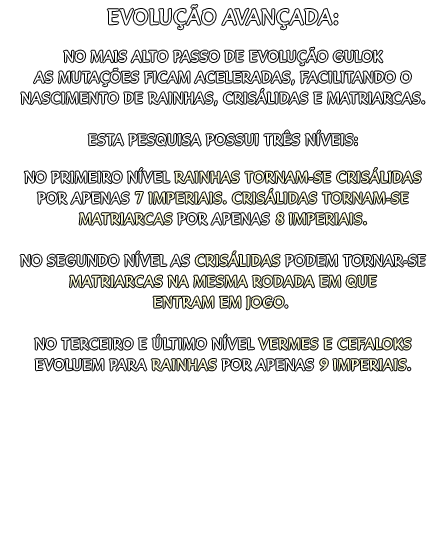 EVOLUÇÃO AVANÇADA:
NO MAIS ALTO PASSO DE EVOLUÇÃO GULOK
AS MUTAÇÕES FICAM ACELERADAS, FACILITANDO O
NASCIMENTO DE RAINHAS, CRISÁLIDAS E MATRIARCAS.
ESTA PESQUISA POSSUI TRÊS NÍVEIS:
NO PRIMEIRO NÍVEL RAINHAS TORNAM-SE CRISÁLIDAS
POR APENAS 7 IMPERIAIS. CRISÁLIDAS TORNAM-SE
MATRIARCAS POR APENAS 8 IMPERIAIS.
NO SEGUNDO NÍVEL AS CRISÁLIDAS PODEM TORNAR-SE
MATRIARCAS NA MESMA RODADA EM QUE
ENTRAM EM JOGO.
NO TERCEIRO E ÚLTIMO NÍVEL VERMES E CEFALOKS
EVOLUEM PARA RAINHAS POR APENAS 9 IMPERIAIS.